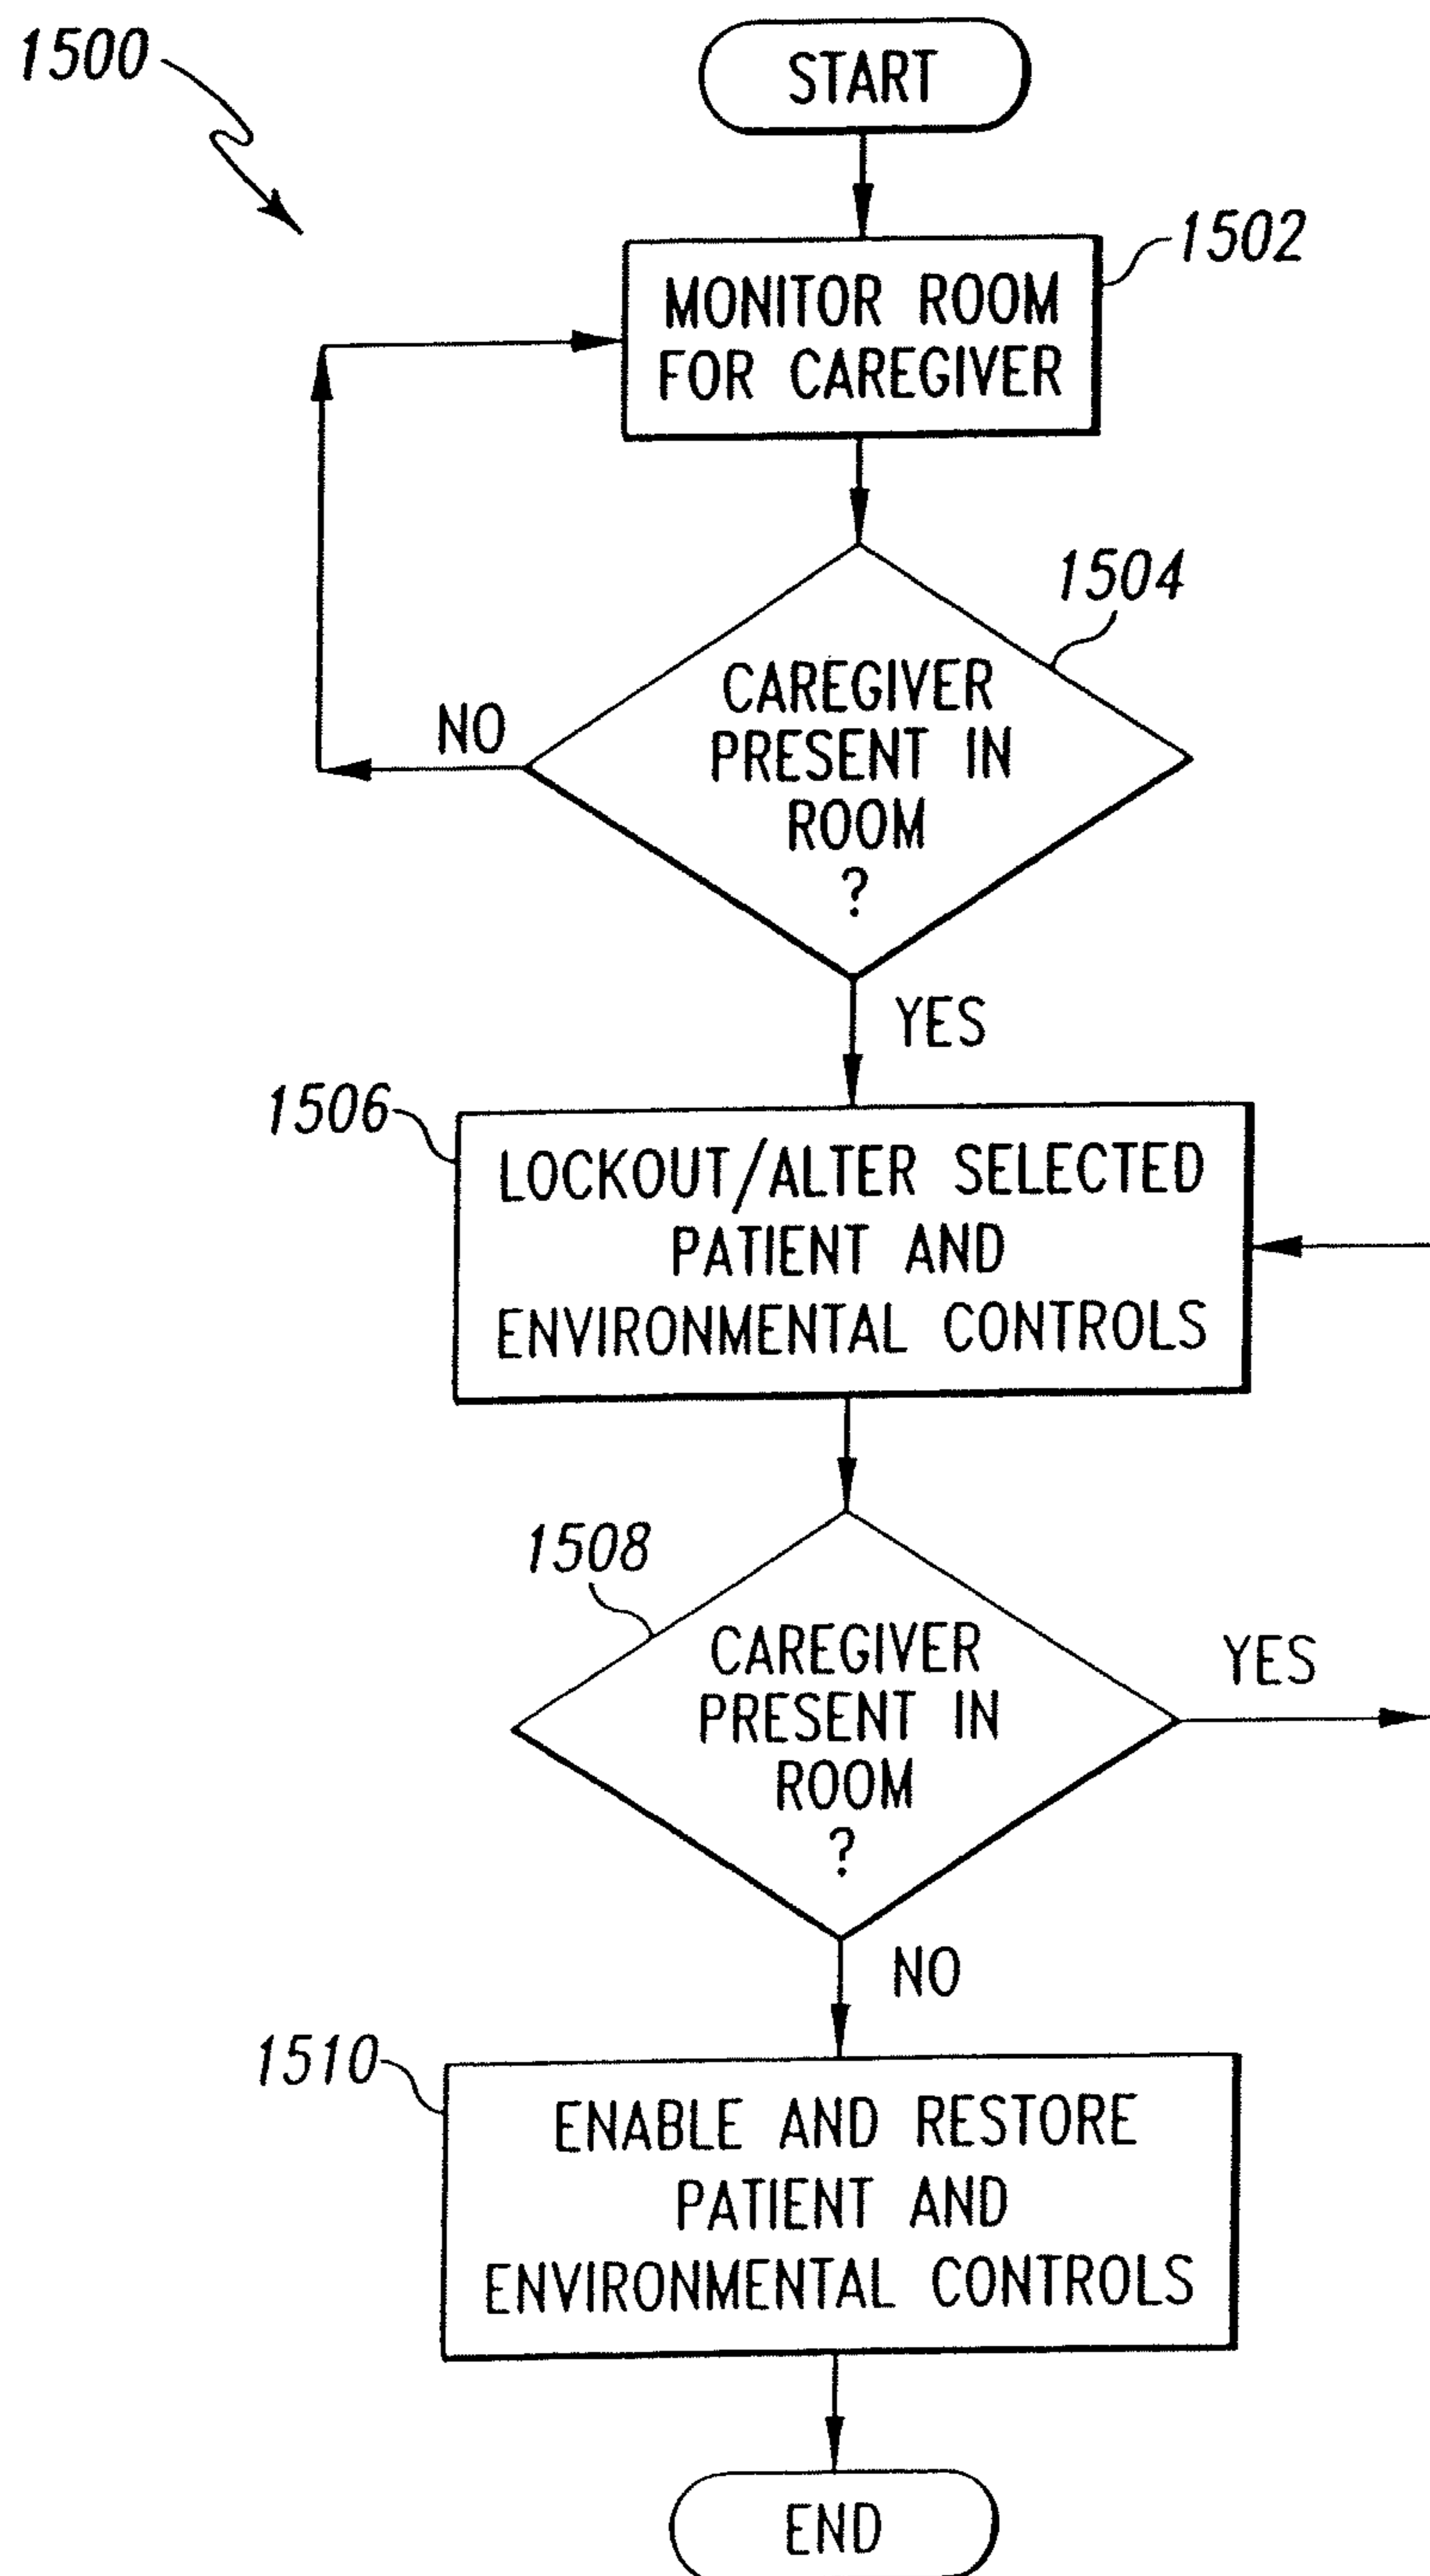 1500
START
1502
MONITOR ROOM
FOR CAREGIVER
1504
CAREGIVER
PRESENT IN
ROOM
?
NO
YES
1506
LOCKOUT/ALTER SELECTED
PATIENT AND
ENVIRONMENTAL CONTROLS
1508
CAREGIVER
PRESENT IN
ROOM
?
YES
NO
1510
ENABLE AND RESTORE
PATIENT AND
ENVIRONMENTAL CONTROLS
END